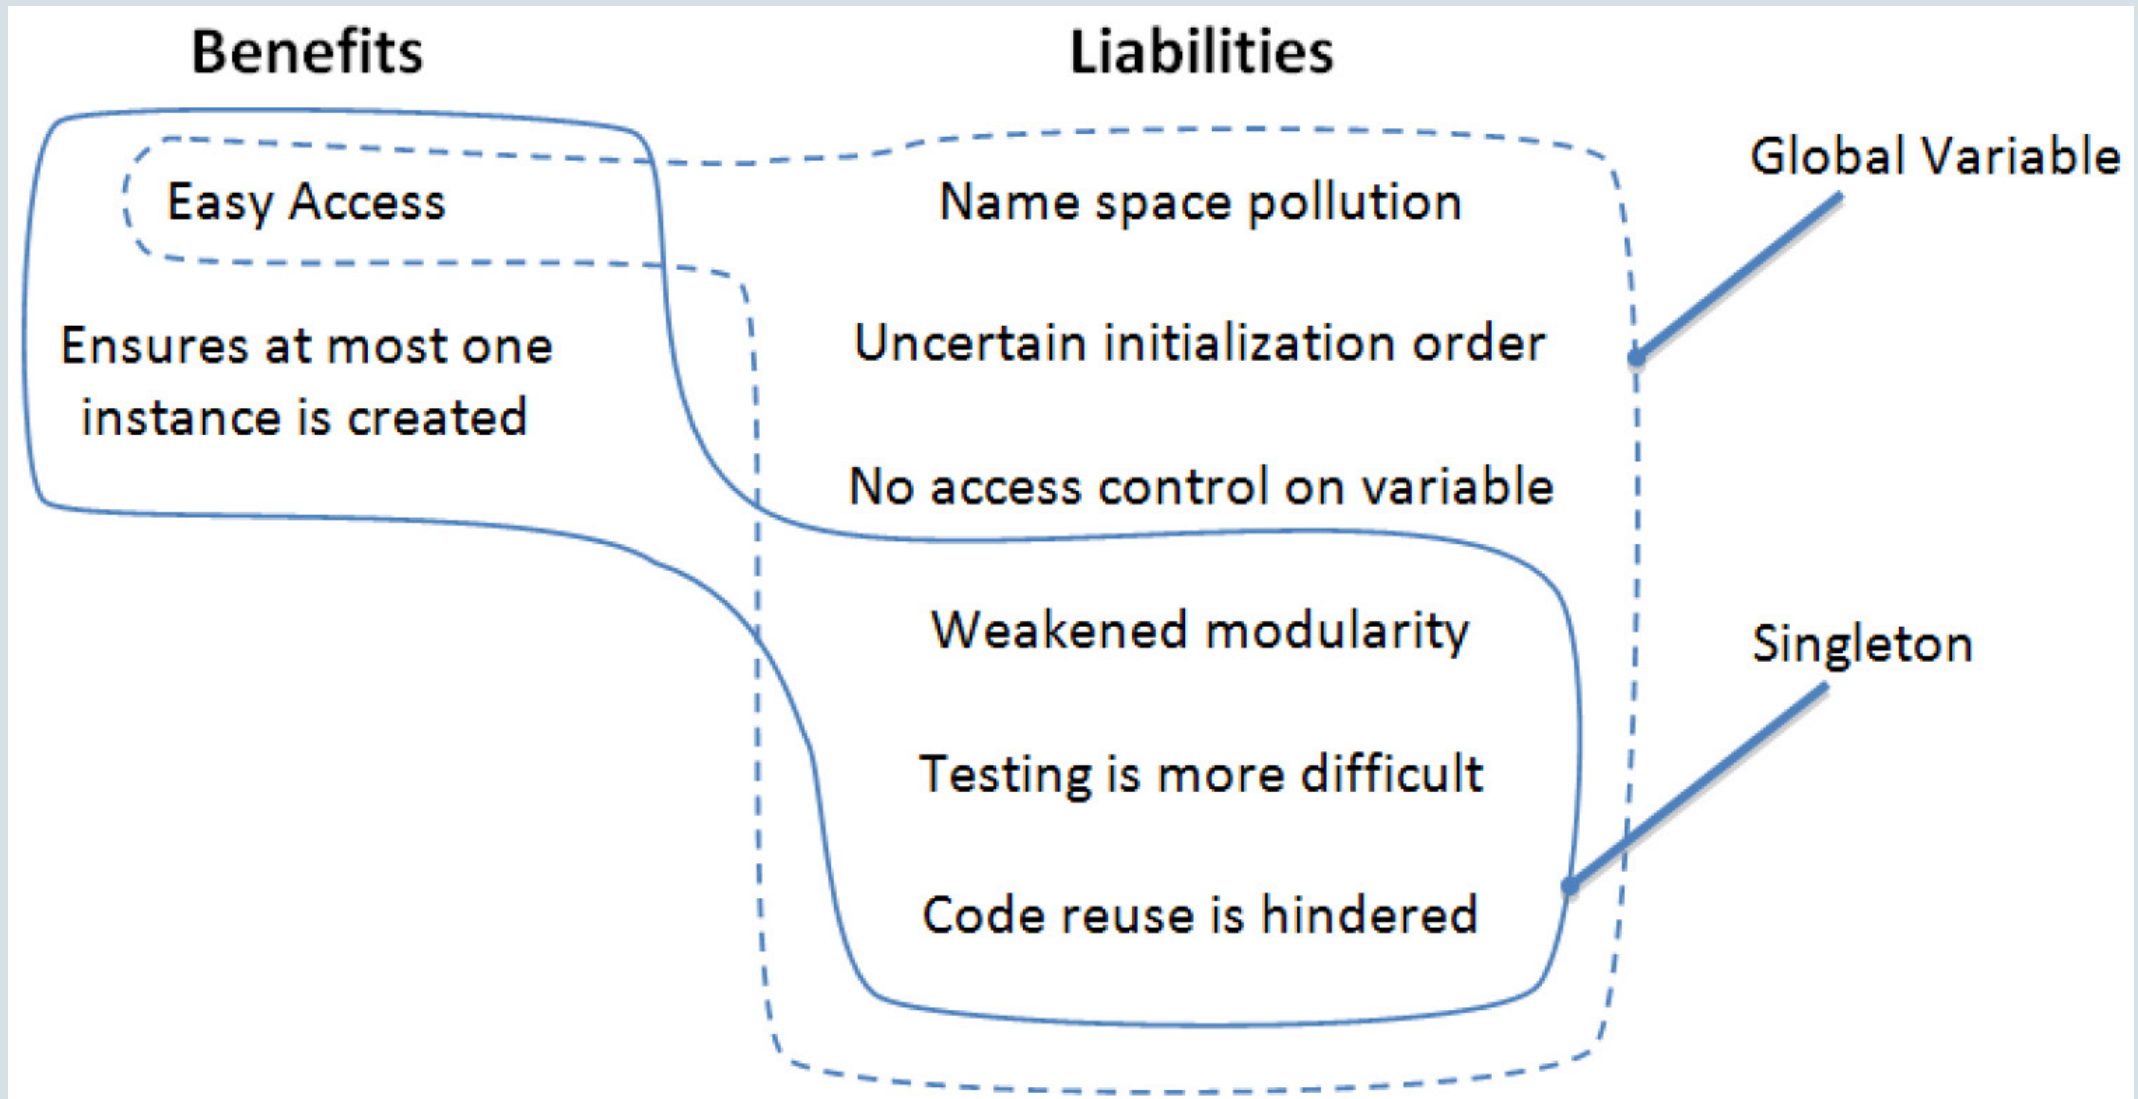 Benefits
Liabilities
Global Variable
Easy Access
Name space pollution
Ensures at most one
instance is created
Uncertain initialization order
No access control on variable
Weakened modularity
Singleton
Testing is more difficult
Code reuse is hindered